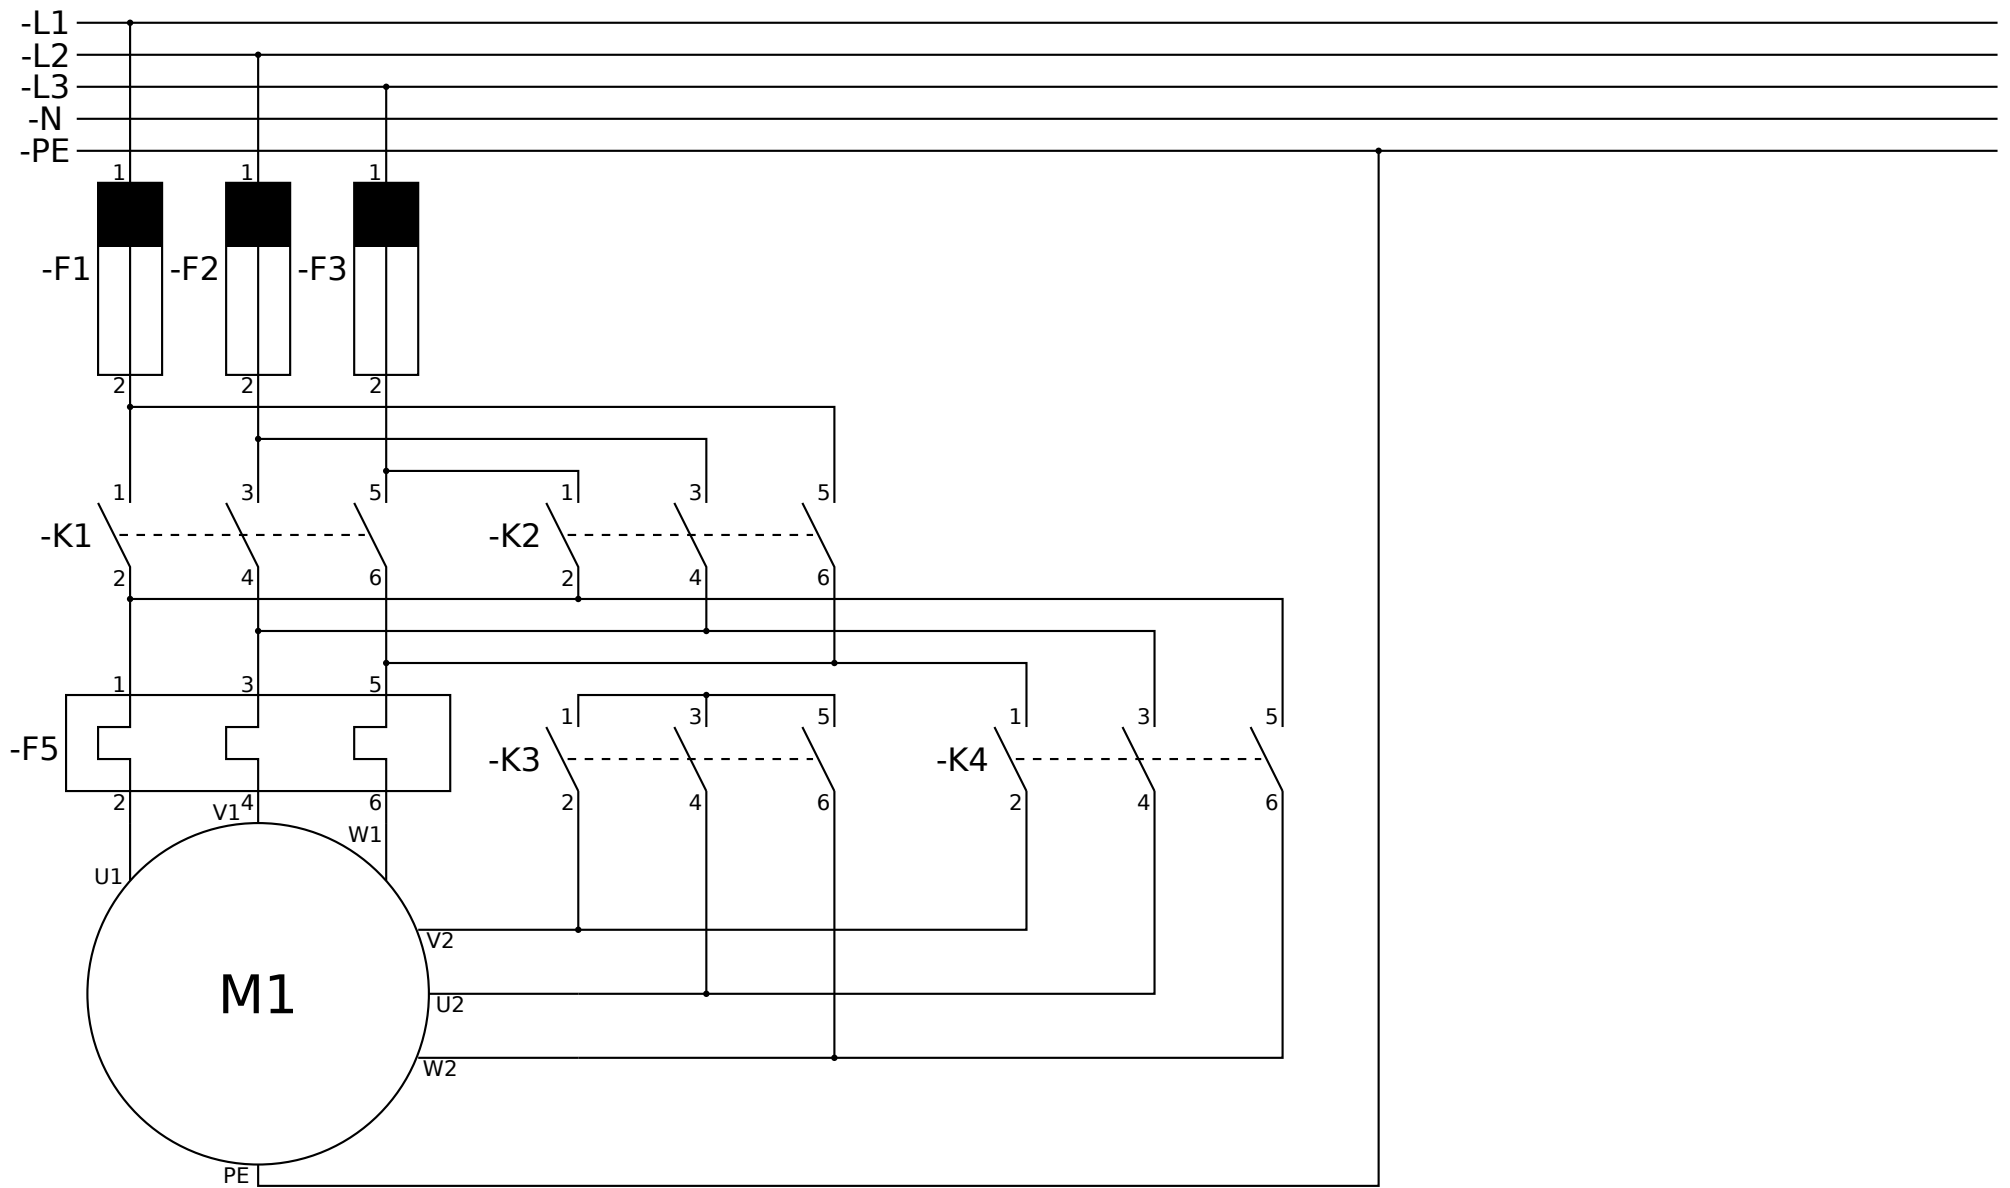 -L1
-L2
-L3
-N
-PE
1 1 1
-F1 -F2 -F3
2 2 2
1 3 5 1 3 5
-K1 -K2
2 4 6 2 4 6
1 3 5
1 3 5 1 3 5
-F5 -K3 -K4
2 4 6 2 4 6 2 4 6
V1
W1
U1
V2
M1
U2
W2
PE